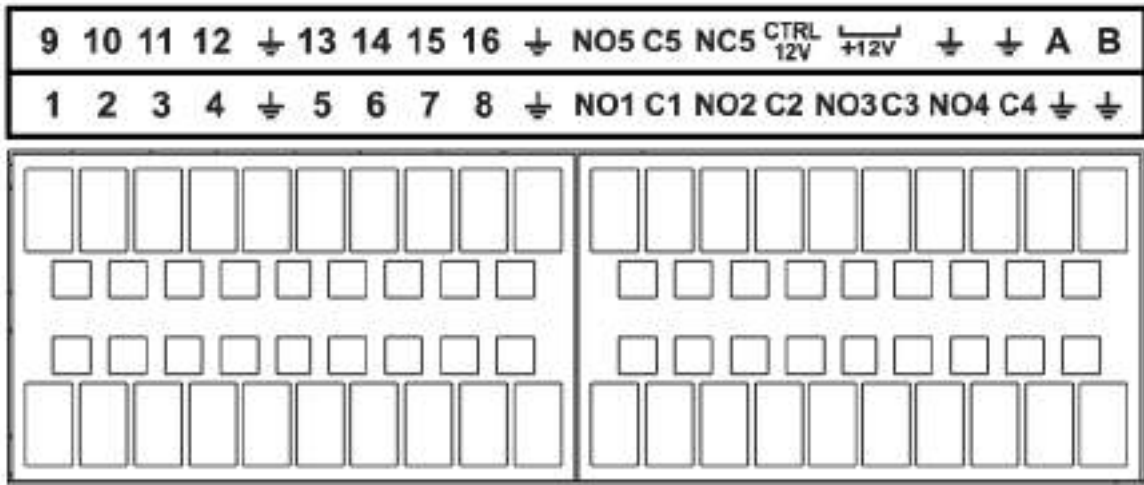 9 10 11 12 ⏚ 13 14 15 16 ⏚ NO5 C5 NC5 CTRL 12V +12V ⏚ ⏚ A B
1 2 3 4 ⏚ 5 6 7 8 ⏚ NO1 C1 NO2 C2 NO3 C3 NO4 C4 ⏚ ⏚